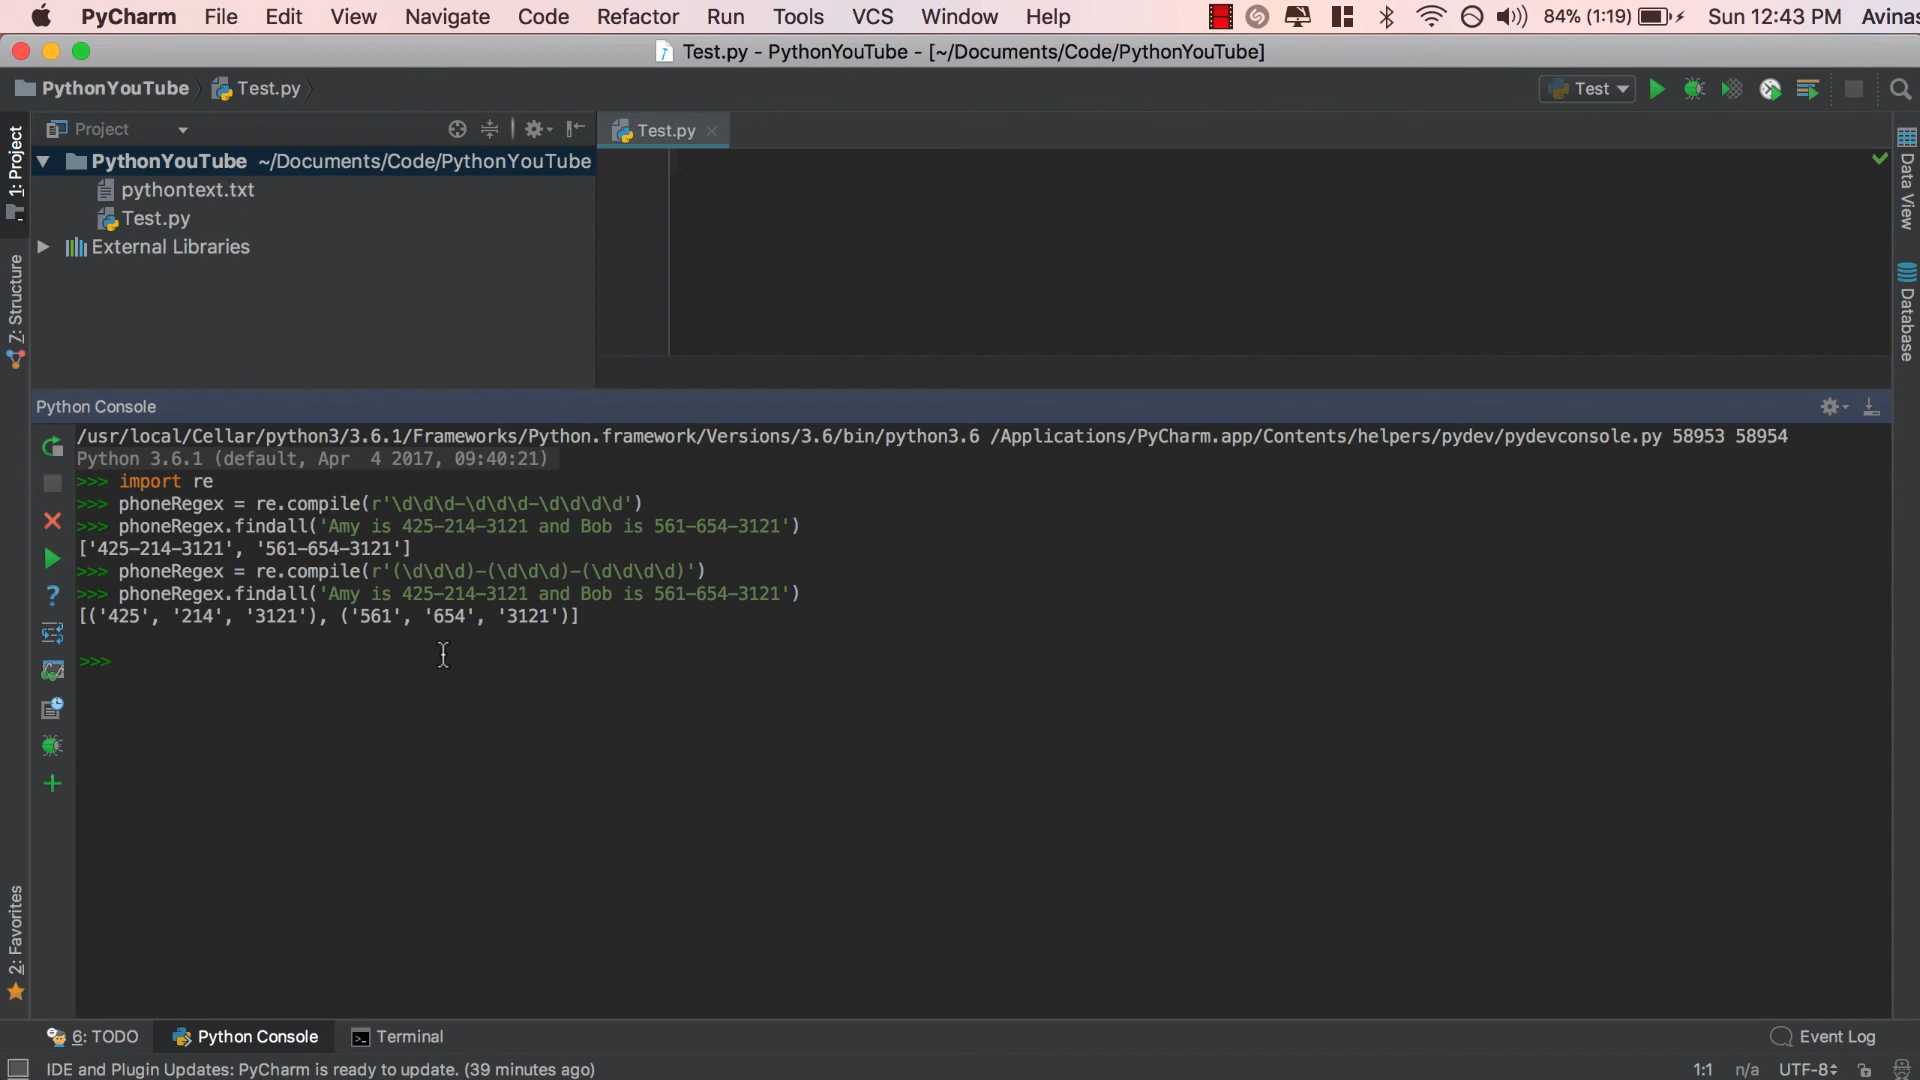 PyCharm File Edit View Navigate Code Refactor Run Tools VCS Window Help 84% (1:19) Sun 12:43 PM Avinas
Test.py - PythonYouTube - [~/Documents/Code/PythonYouTube]
PythonYouTube Test.py Test
Project Test.py
PythonYouTube ~/Documents/Code/PythonYouTube
pythontext.txt
Test.py
External Libraries
1: Project
Z: Structure
2: Favorites
Data View
Database
Python Console
/usr/local/Cellar/python3/3.6.1/Frameworks/Python.framework/Versions/3.6/bin/python3.6 /Applications/PyCharm.app/Contents/helpers/pydev/pydevconsole.py 58953 58954
Python 3.6.1 (default, Apr  4 2017, 09:40:21)
>>> import re
>>> phoneRegex = re.compile(r'\d\d\d-\d\d\d-\d\d\d\d')
>>> phoneRegex.findall('Amy is 425-214-3121 and Bob is 561-654-3121')
['425-214-3121', '561-654-3121']
>>> phoneRegex = re.compile(r'(\d\d\d)-(\d\d\d)-(\d\d\d\d)')
>>> phoneRegex.findall('Amy is 425-214-3121 and Bob is 561-654-3121')
[('425', '214', '3121'), ('561', '654', '3121')]
>>>
6: TODO Python Console Terminal Event Log
IDE and Plugin Updates: PyCharm is ready to update. (39 minutes ago) 1:1 n/a UTF-8